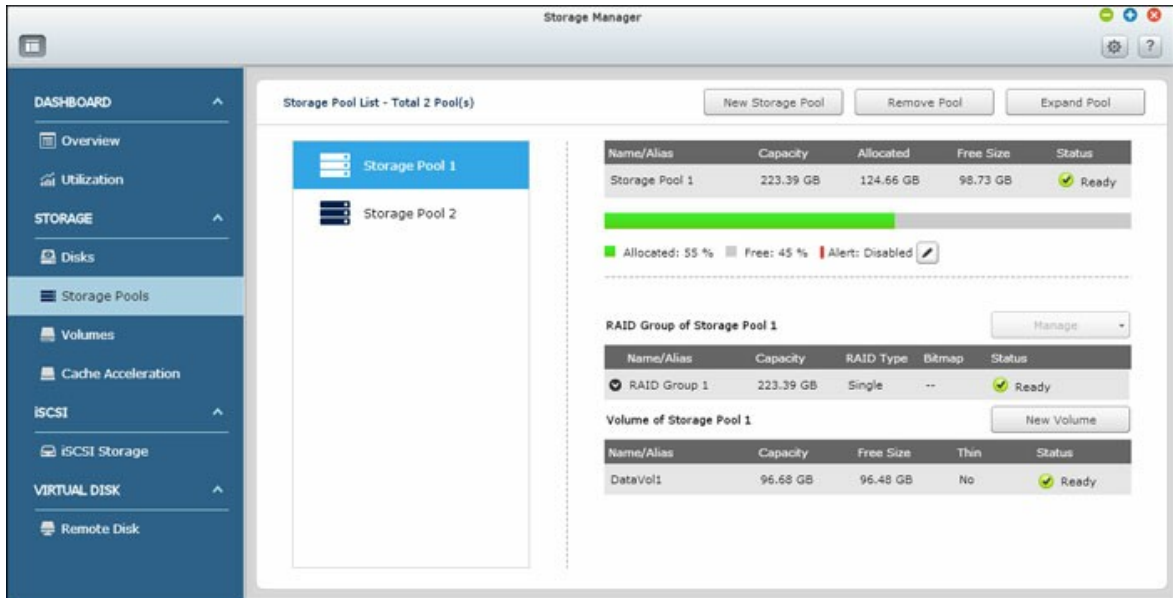 Storage Manager
?
DASHBOARD
Overview
Utilization
STORAGE
Disks
Storage Pools
Volumes
Cache Acceleration
iSCSI
iSCSI Storage
VIRTUAL DISK
Remote Disk
Storage Pool List - Total 2 Pool(s)
New Storage Pool
Remove Pool
Expand Pool
Storage Pool 1
Storage Pool 2
Name/Alias Capacity Allocated Free Size Status
Storage Pool 1 223.39 GB 124.66 GB 98.73 GB Ready
Allocated: 55 % Free: 45 % Alert: Disabled
RAID Group of Storage Pool 1
Manage
Name/Alias Capacity RAID Type Bitmap Status
RAID Group 1 223.39 GB Single -- Ready
Volume of Storage Pool 1
New Volume
Name/Alias Capacity Free Size Thin Status
DataVol1 96.68 GB 96.48 GB No Ready